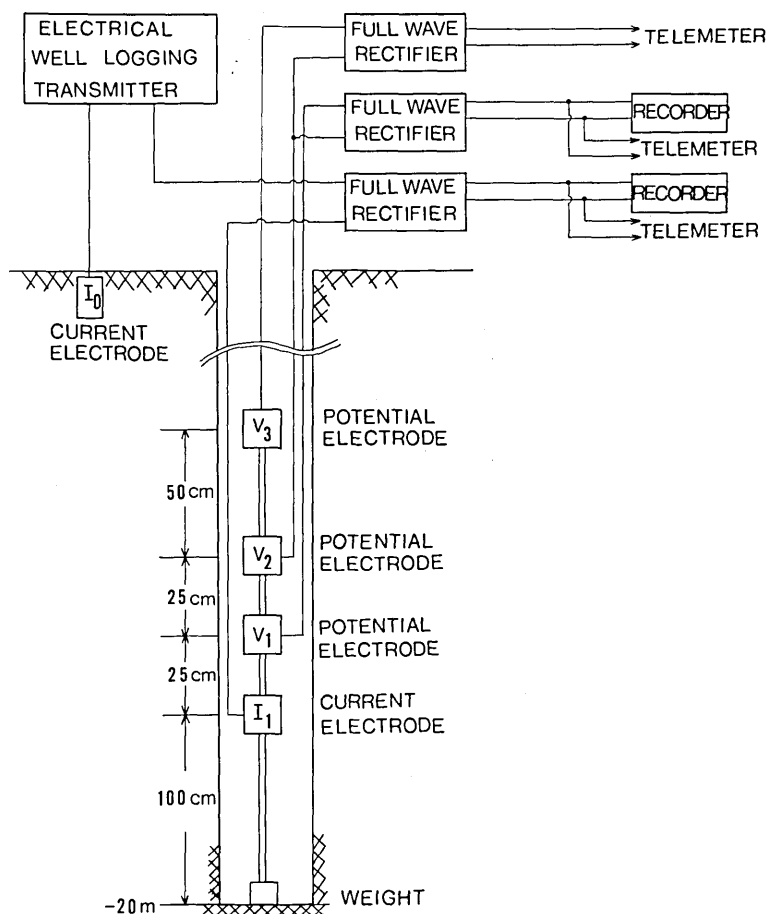 ELECTRICAL
WELL LOGGING
TRANSMITTER
FULL WAVE
RECTIFIER
TELEMETER
FULL WAVE
RECTIFIER
RECORDER
TELEMETER
FULL WAVE
RECTIFIER
RECORDER
TELEMETER
I0
CURRENT
ELECTRODE
V3
POTENTIAL
ELECTRODE
50 cm
V2
POTENTIAL
ELECTRODE
25 cm
V1
POTENTIAL
ELECTRODE
25 cm
I1
CURRENT
ELECTRODE
100 cm
-20 m
WEIGHT